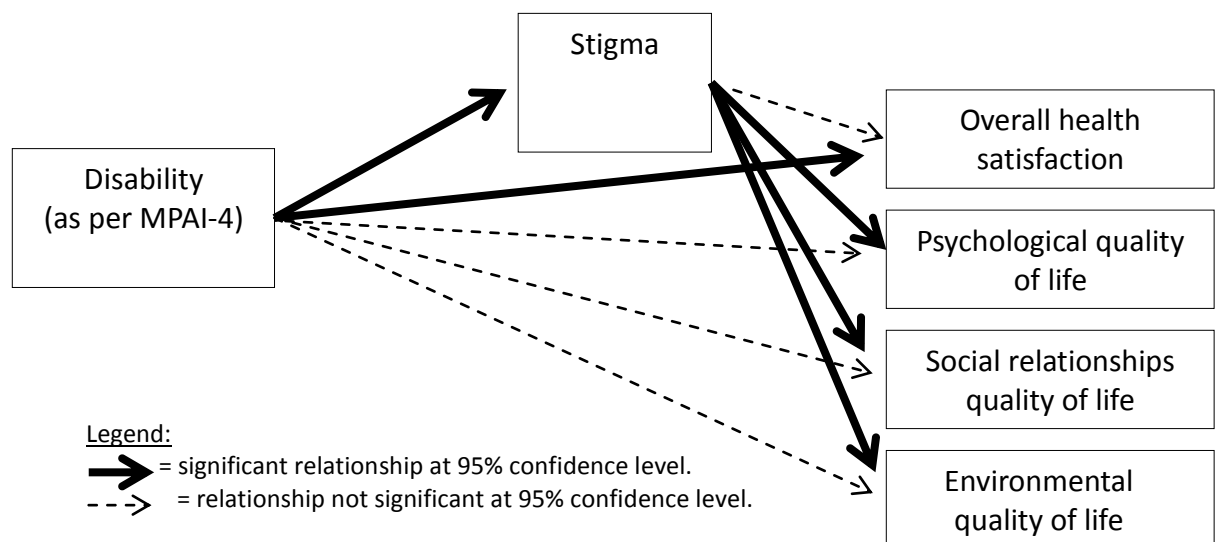 Stigma
Disability
(as per MPAI-4)
Overall health
satisfaction
Psychological quality
of life
Social relationships
quality of life
Environmental
quality of life
Legend:
= significant relationship at 95% confidence level.
= relationship not significant at 95% confidence level.